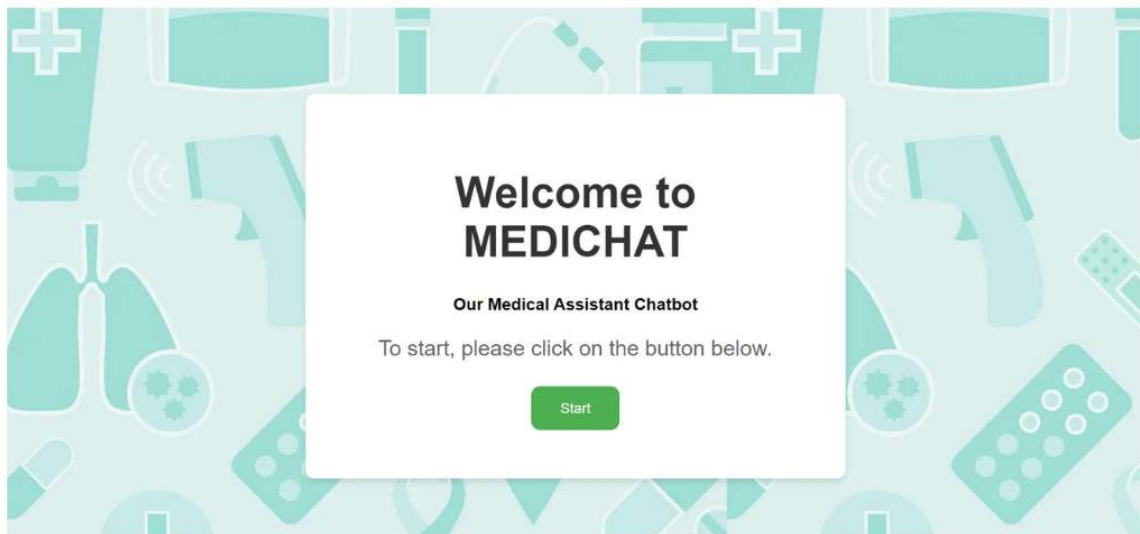 Welcome to
MEDICHAT
Our Medical Assistant Chatbot
To start, please click on the button below.
Start